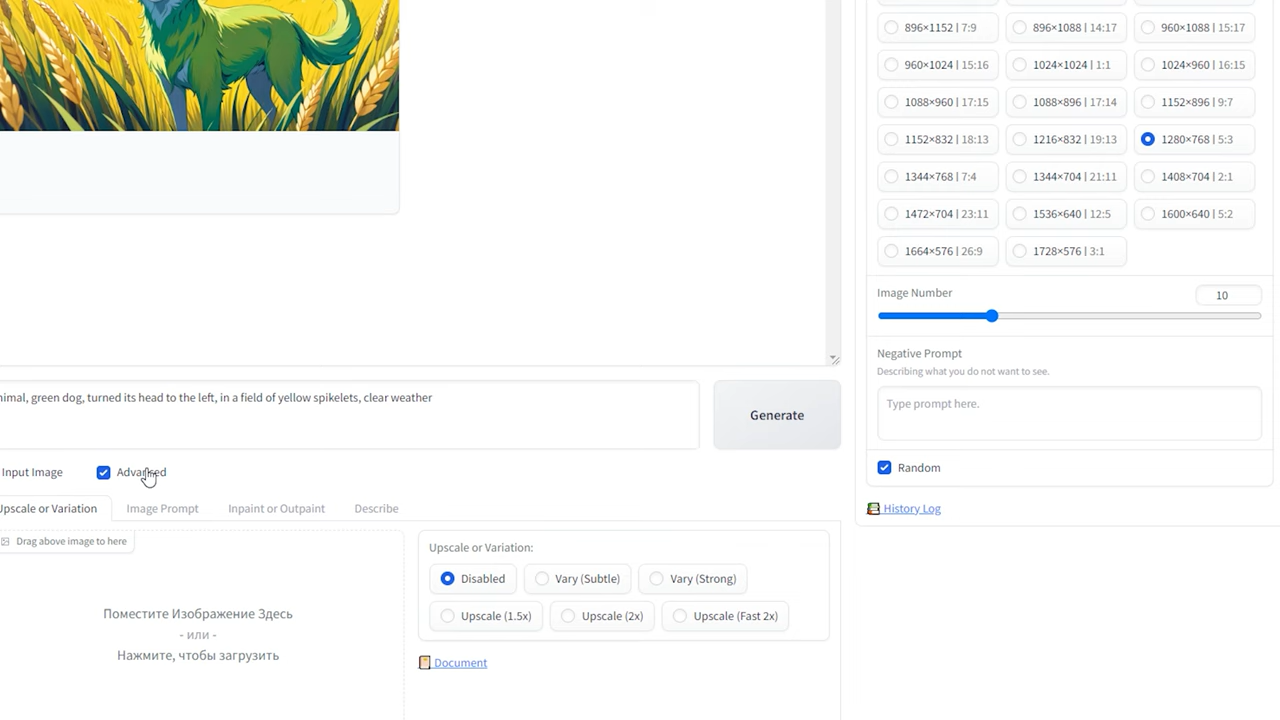 896×1152 | 7:9
896×1088 | 14:17
960×1088 | 15:17
960×1024 | 15:16
1024×1024 | 1:1
1024×960 | 16:15
1088×960 | 17:15
1088×896 | 17:14
1152×896 | 9:7
1152×832 | 18:13
1216×832 | 19:13
1280×768 | 5:3
1344×768 | 7:4
1344×704 | 21:11
1408×704 | 2:1
1472×704 | 23:11
1536×640 | 12:5
1600×640 | 5:2
1664×576 | 26:9
1728×576 | 3:1
Image Number
10
Negative Prompt
Describing what you do not want to see.
Type prompt here.
Random
History Log
green dog, turned its head to the left, in a field of yellow spikelets, clear weather
Generate
Input Image
Advanced
Upscale or Variation
Image Prompt
Inpaint or Outpaint
Describe
Drag above image to here
Поместите Изображение Здесь
- или -
Нажмите, чтобы загрузить
Upscale or Variation:
Disabled
Vary (Subtle)
Vary (Strong)
Upscale (1.5x)
Upscale (2x)
Upscale (Fast 2x)
Document